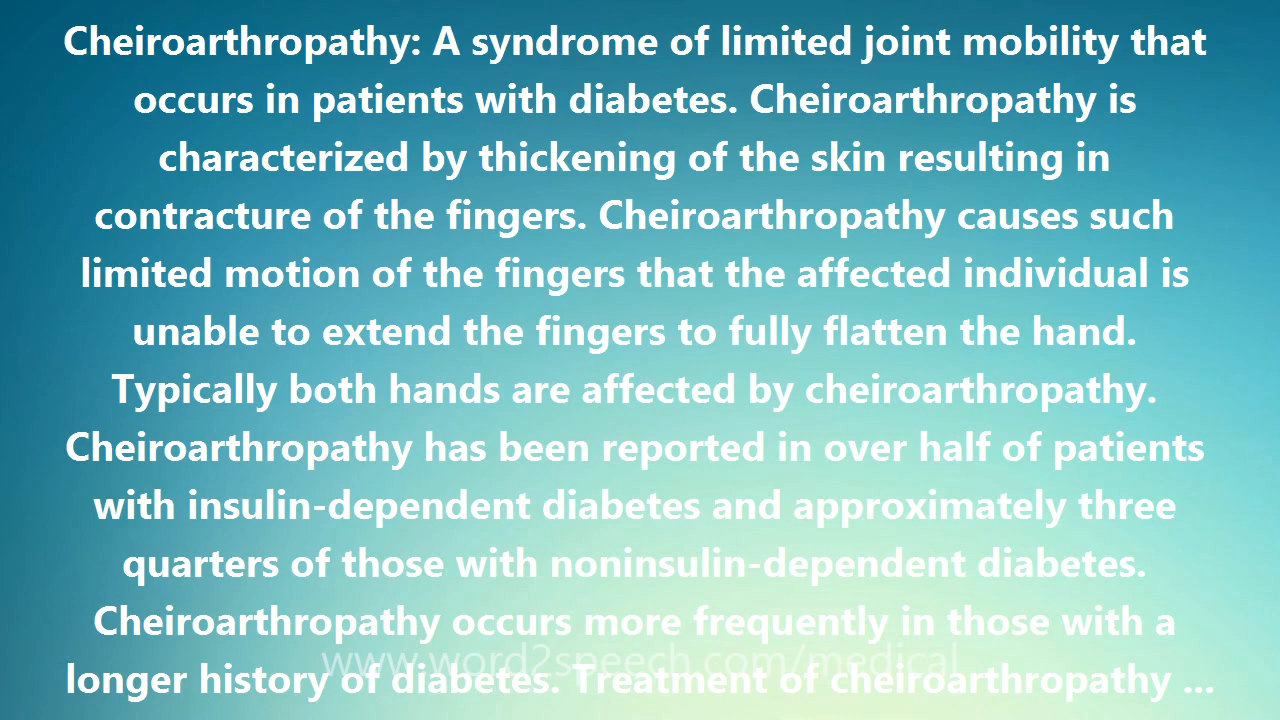 Cheiroarthropathy: A syndrome of limited joint mobility that
occurs in patients with diabetes. Cheiroarthropathy is
characterized by thickening of the skin resulting in
contracture of the fingers. Cheiroarthropathy causes such
limited motion of the fingers that the affected individual is
unable to extend the fingers to fully flatten the hand.
Typically both hands are affected by cheiroarthropathy.
Cheiroarthropathy has been reported in over half of patients
with insulin-dependent diabetes and approximately three
quarters of those with noninsulin-dependent diabetes.
Cheiroarthropathy occurs more frequently in those with a
www.word2speech.com/medical
longer history of diabetes. Treatment of cheiroarthropathy ...